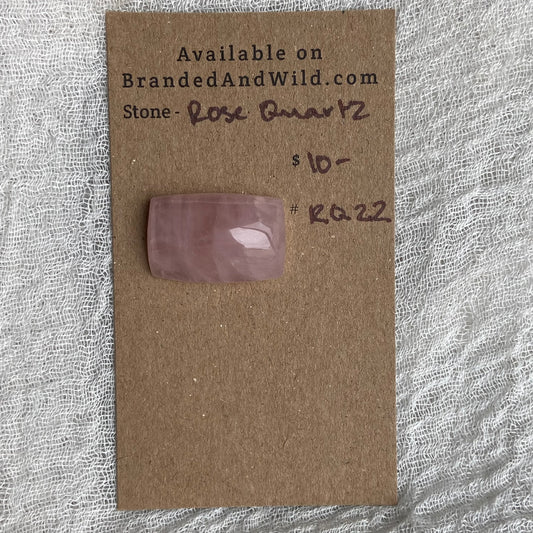 Available on
BrandedAndWild.com
Stone - Rose Quartz
$ 10-
# RQ22